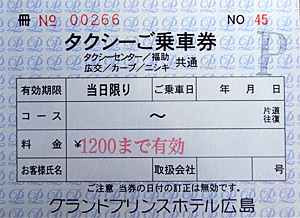 冊 No 00266 NO 45
タクシーご乗車券
タクシーセンター/福助
広交/カープ/ニシキ 共通
P
有効期限 当日限り ご乗車日 年 月 日
コース ～ 片道 往復
料金 ¥1200まで有効
お客様氏名 取扱会社 号
ご注意 当券の日付の訂正は無効です。
グランドプリンスホテル広島